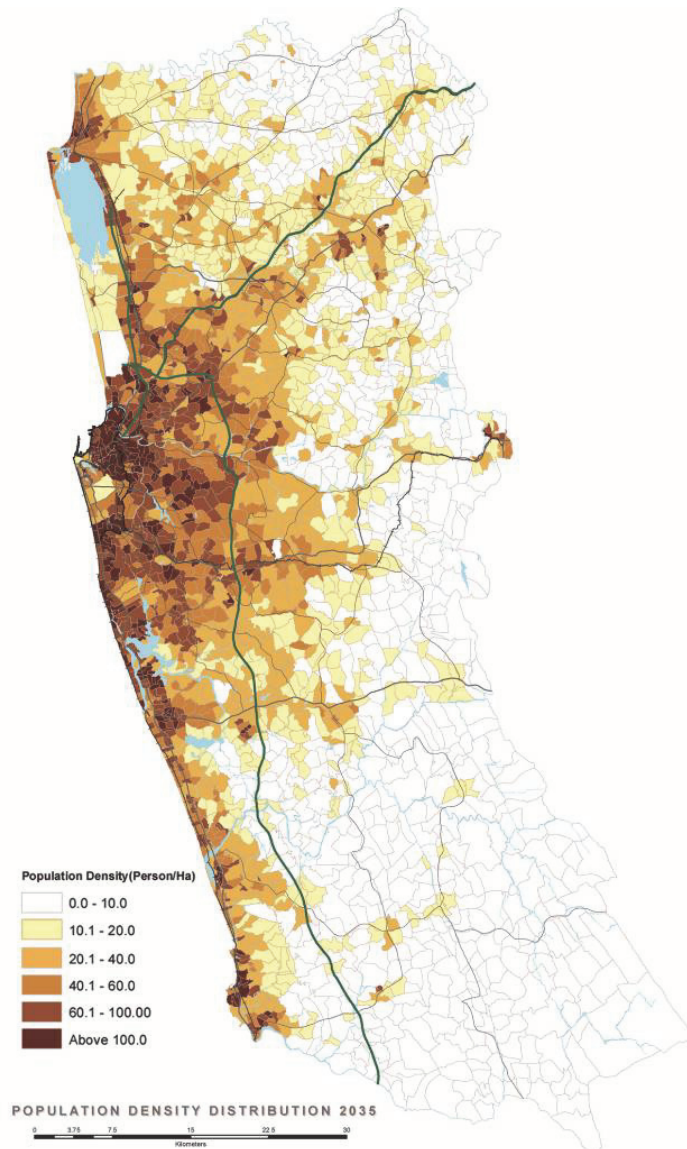 Population Density(Person/Ha)
0.0 - 10.0
10.1 - 20.0
20.1 - 40.0
40.1 - 60.0
60.1 - 100.00
Above 100.0
POPULATION DENSITY DISTRIBUTION 2035
0 3.75 7.5 15 22.5 30
Kilometers